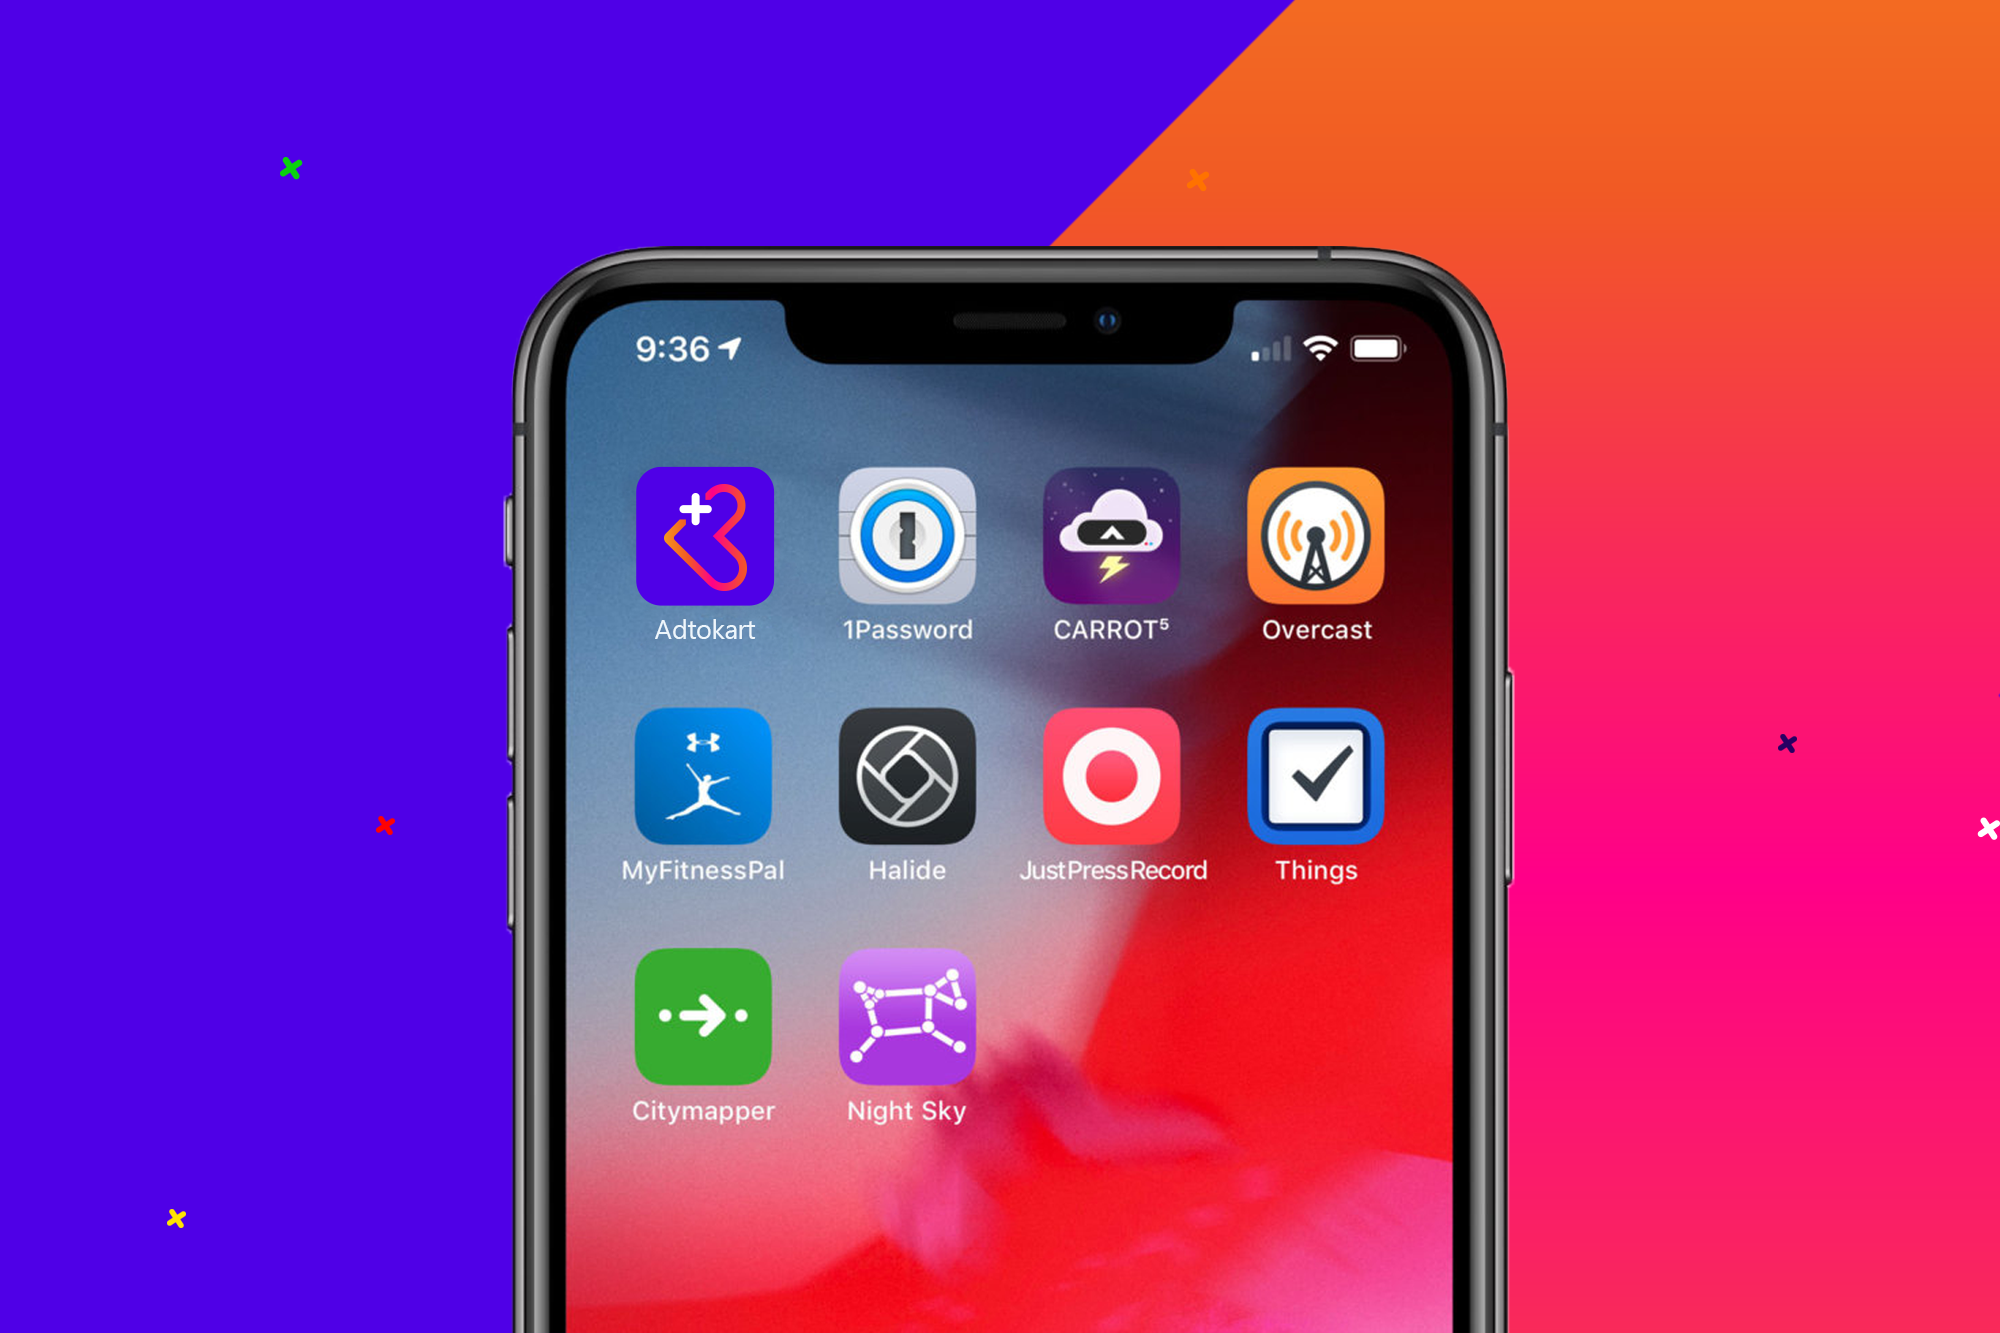 9:36
Adtokart
1Password
CARROT⁵
Overcast
MyFitnessPal
Halide
JustPressRecord
Things
Citymapper
Night Sky